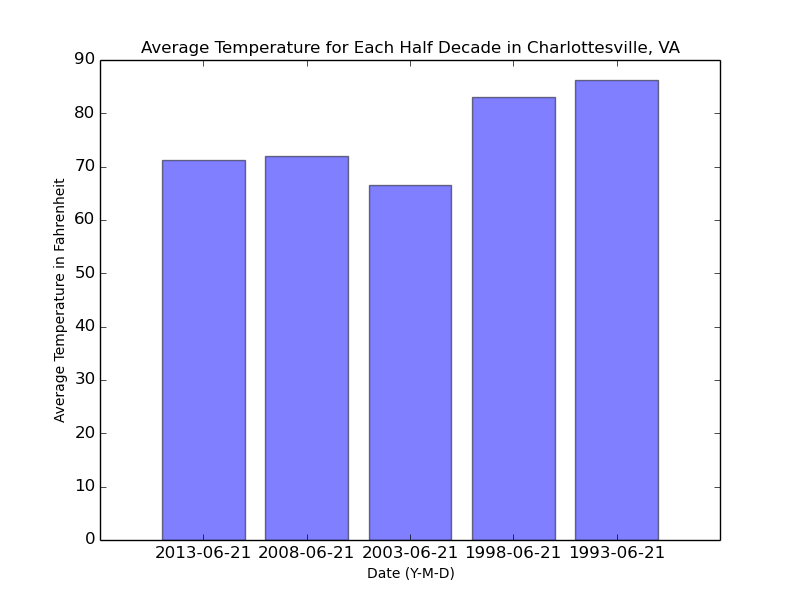 Average Temperature for Each Half Decade in Charlottesville, VA
90
80
70
60
50
40
30
20
10
0
Average Temperature in Fahrenheit
2013-06-21 2008-06-21 2003-06-21 1998-06-21 1993-06-21
Date (Y-M-D)